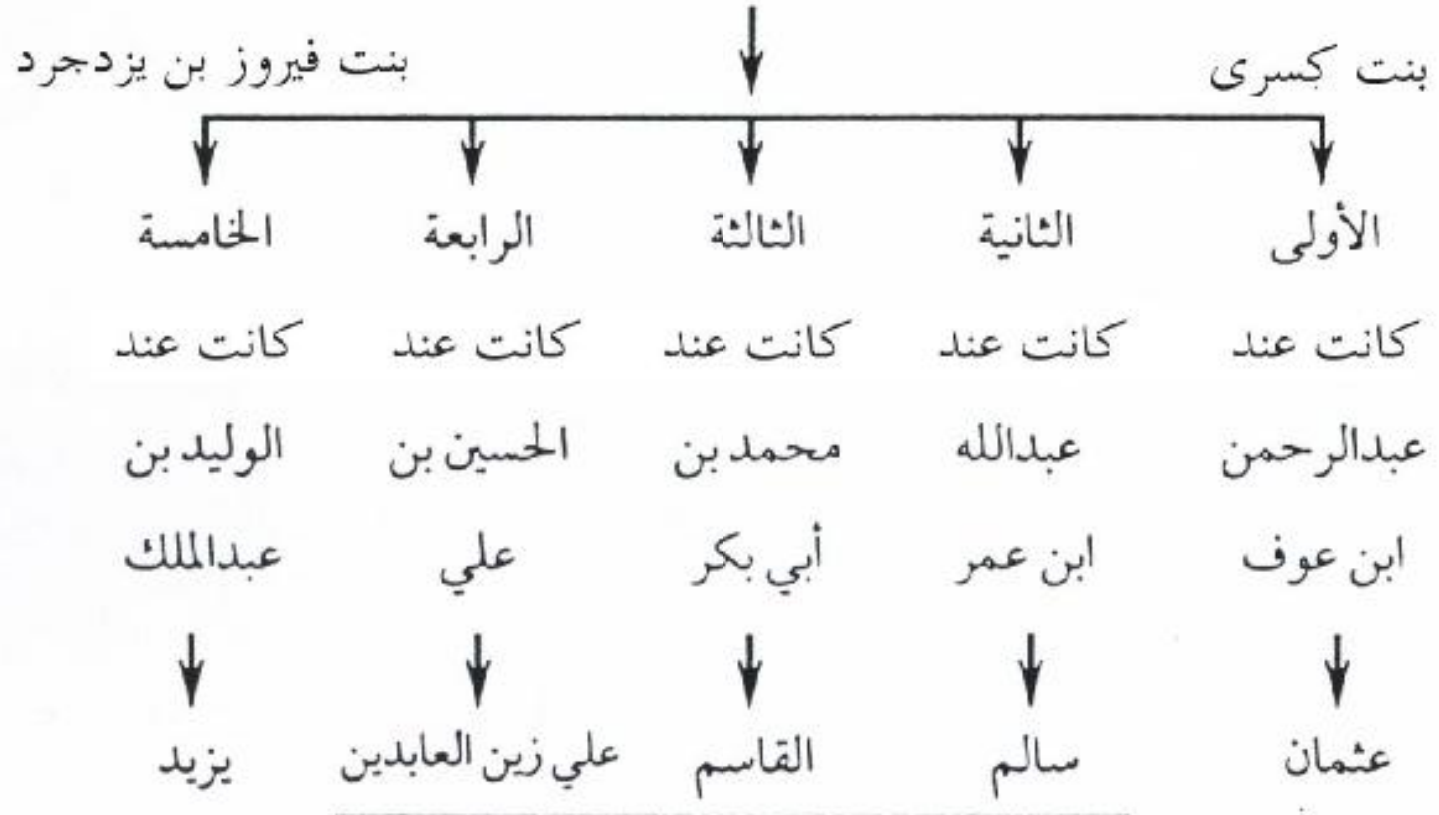 بنت كسرى
بنت فيروز بن يزدجرد
الأولى الثانية الثالثة الرابعة الخامسة
كانت عند كانت عند كانت عند كانت عند كانت عند
عبدالرحمن عبدالله محمد بن الحسين بن الوليد بن
ابن عوف ابن عمر أبي بكر علي عبدالملك
عثمان سالم القاسم علي زين العابدين يزيد